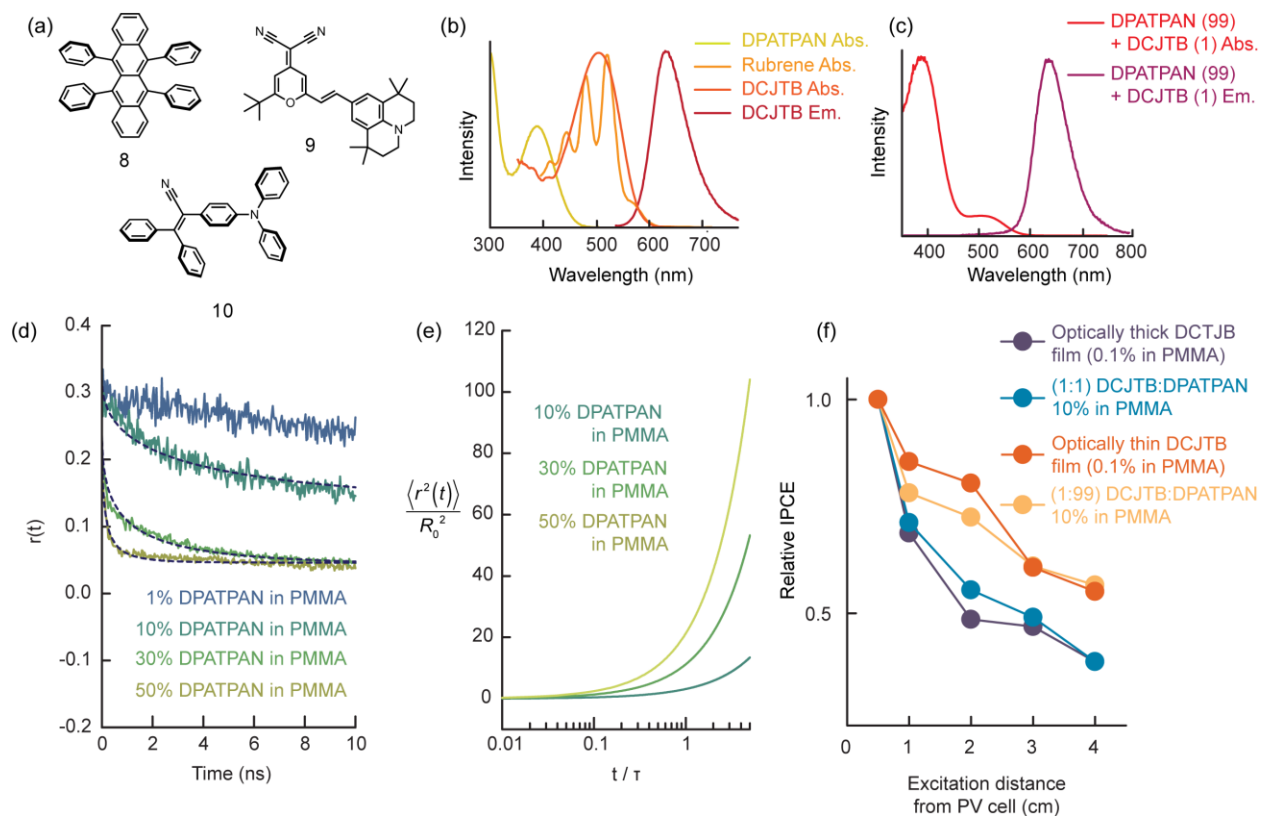 (a)
8
CN
CN
O
N
9
CN
N
10
(b)
DPATPAN Abs.
Rubrene Abs.
DCJTB Abs.
DCJTB Em.
Intensity
300
400
500
600
700
Wavelength (nm)
(c)
DPATPAN (99)
+ DCJTB (1) Abs.
DPATPAN (99)
+ DCJTB (1) Em.
Intensity
400
500
600
700
800
Wavelength (nm)
(d)
0.4
0.3
0.2
0.1
0.0
-0.1
-0.2
r(t)
1% DPATPAN in PMMA
10% DPATPAN in PMMA
30% DPATPAN in PMMA
50% DPATPAN in PMMA
0
2
4
6
8
10
Time (ns)
(e)
120
100
80
60
40
20
0
⟨r²(t)⟩
R₀²
10% DPATPAN
in PMMA
30% DPATPAN
in PMMA
50% DPATPAN
in PMMA
0.01
0.1
1
t / τ
(f)
Optically thick DCTJB
film (0.1% in PMMA)
(1:1) DCJTB:DPATPAN
10% in PMMA
Optically thin DCJTB
film (0.1% in PMMA)
(1:99) DCJTB:DPATPAN
10% in PMMA
1.0
0.5
Relative IPCE
0
1
2
3
4
Excitation distance
from PV cell (cm)